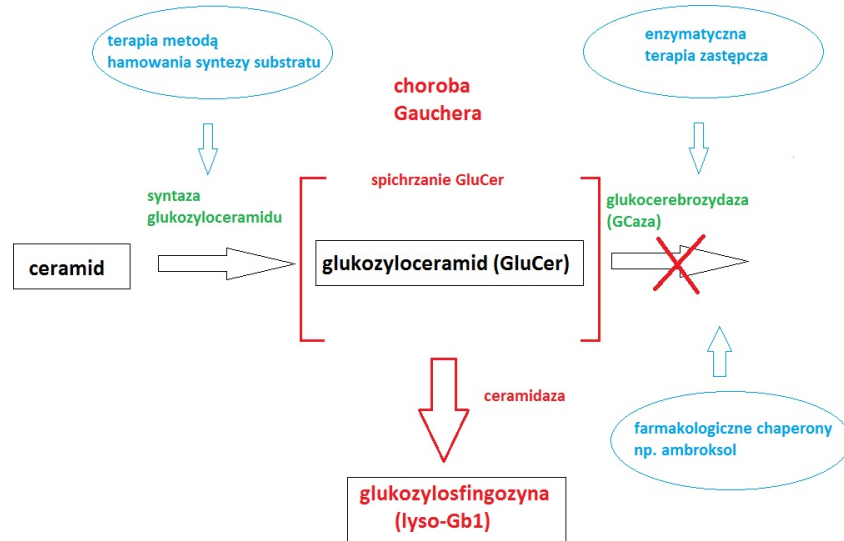 terapia metodą
hamowania syntezy substratu
enzymatyczna
terapia zastępcza
choroba
Gauchera
spichrzanie GluCer
syntaza
glukozyloceramidu
glukocerebrozydaza
(GCaza)
ceramid
glukozyloceramid (GluCer)
ceramidaza
farmakologiczne chaperony
np. ambroksol
glukozylosfingozyna
(lyso-Gb1)